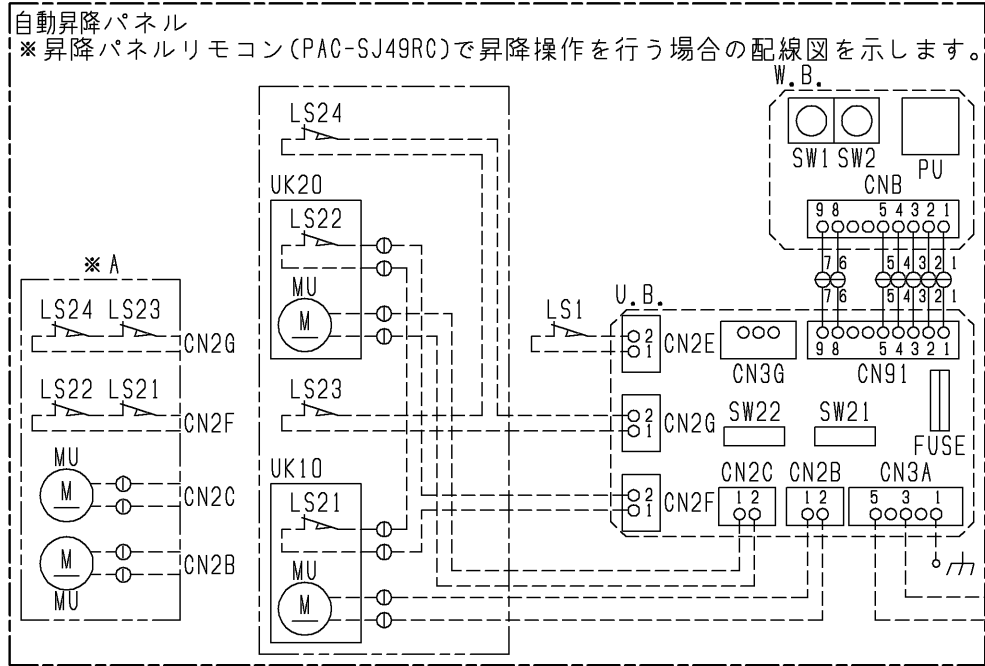 自動昇降パネル
※昇降パネルリモコン(PAC-SJ49RC)で昇降操作を行う場合の配線図を示します。
W.B.
SW1 SW2
PU
CNB
9 8 5 4 3 2 1
7 6 5 4 3 2 1
7 6 5 4 3 2 1
9 8 5 4 3 2 1
CN91
U.B.
LS1
2
1
CN2E
CN3G
2
1
CN2G
SW22
SW21
FUSE
2
1
CN2F
CN2C
1 2
CN2B
1 2
CN3A
5 3 1
LS24
UK20
LS22
MU
M
LS23
UK10
LS21
MU
M
※A
LS24 LS23
CN2G
LS22 LS21
CN2F
MU
M
CN2C
M
CN2B
MU